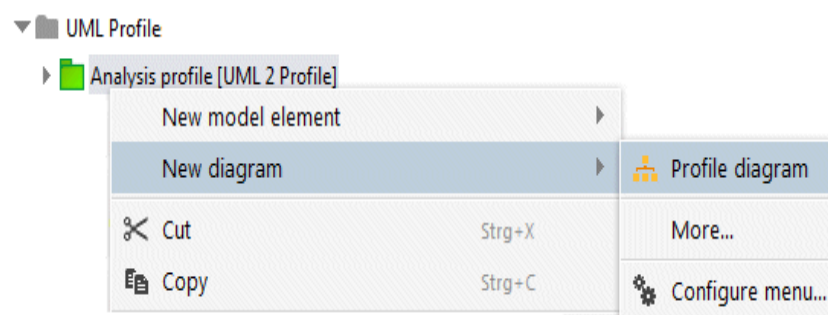 UML Profile
Analysis profile [UML 2 Profile]
New model element
New diagram
Profile diagram
Cut Strg+X
More...
Copy Strg+C
Configure menu...